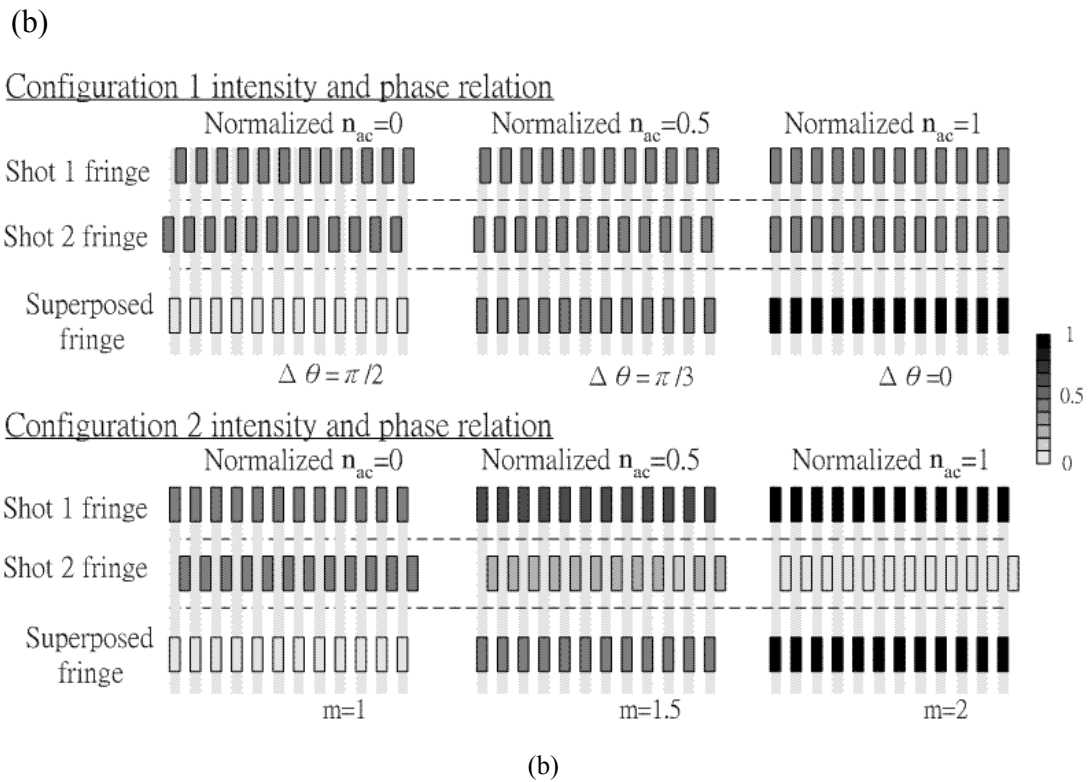 (b)
Configuration 1 intensity and phase relation
Normalized n_ac=0 Normalized n_ac=0.5 Normalized n_ac=1
Shot 1 fringe
Shot 2 fringe
Superposed
fringe
Δ θ = π/2 Δ θ = π/3 Δ θ =0
1
0.5
0
Configuration 2 intensity and phase relation
Normalized n_ac=0 Normalized n_ac=0.5 Normalized n_ac=1
Shot 1 fringe
Shot 2 fringe
Superposed
fringe
m=1 m=1.5 m=2
(b)